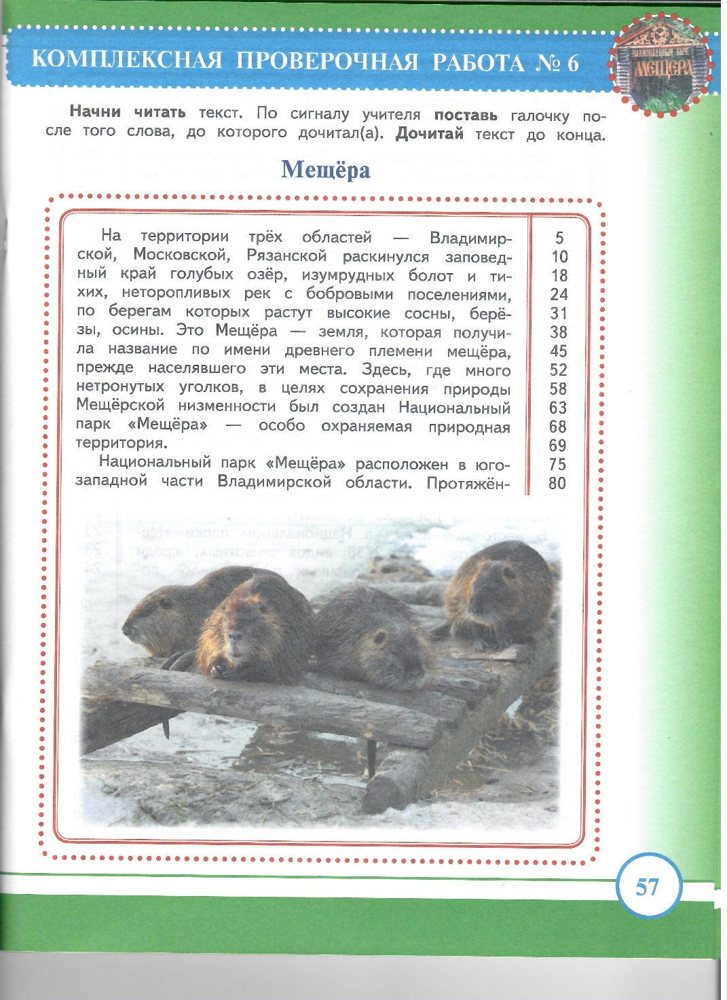 КОМПЛЕКСНАЯ ПРОВЕРОЧНАЯ РАБОТА № 6
НАЦИОНАЛЬНЫЙ ПАРК
МЕЩЕРА
Начни читать текст. По сигналу учителя поставь галочку по-
сле того слова, до которого дочитал(а). Дочитай текст до конца.
Мещёра
На территории трёх областей — Владимир- 5
ской, Московской, Рязанской раскинулся заповед- 10
ный край голубых озёр, изумрудных болот и ти- 18
хих, неторопливых рек с бобровыми поселениями, 24
по берегам которых растут высокие сосны, берё- 31
зы, осины. Это Мещёра — земля, которая получи- 38
ла название по имени древнего племени мещёра, 45
прежде населявшего эти места. Здесь, где много 52
нетронутых уголков, в целях сохранения природы 58
Мещёрской низменности был создан Национальный 63
парк «Мещёра» — особо охраняемая природная 68
территория. 69
Национальный парк «Мещёра» расположен в юго- 75
западной части Владимирской области. Протяжён- 80
57